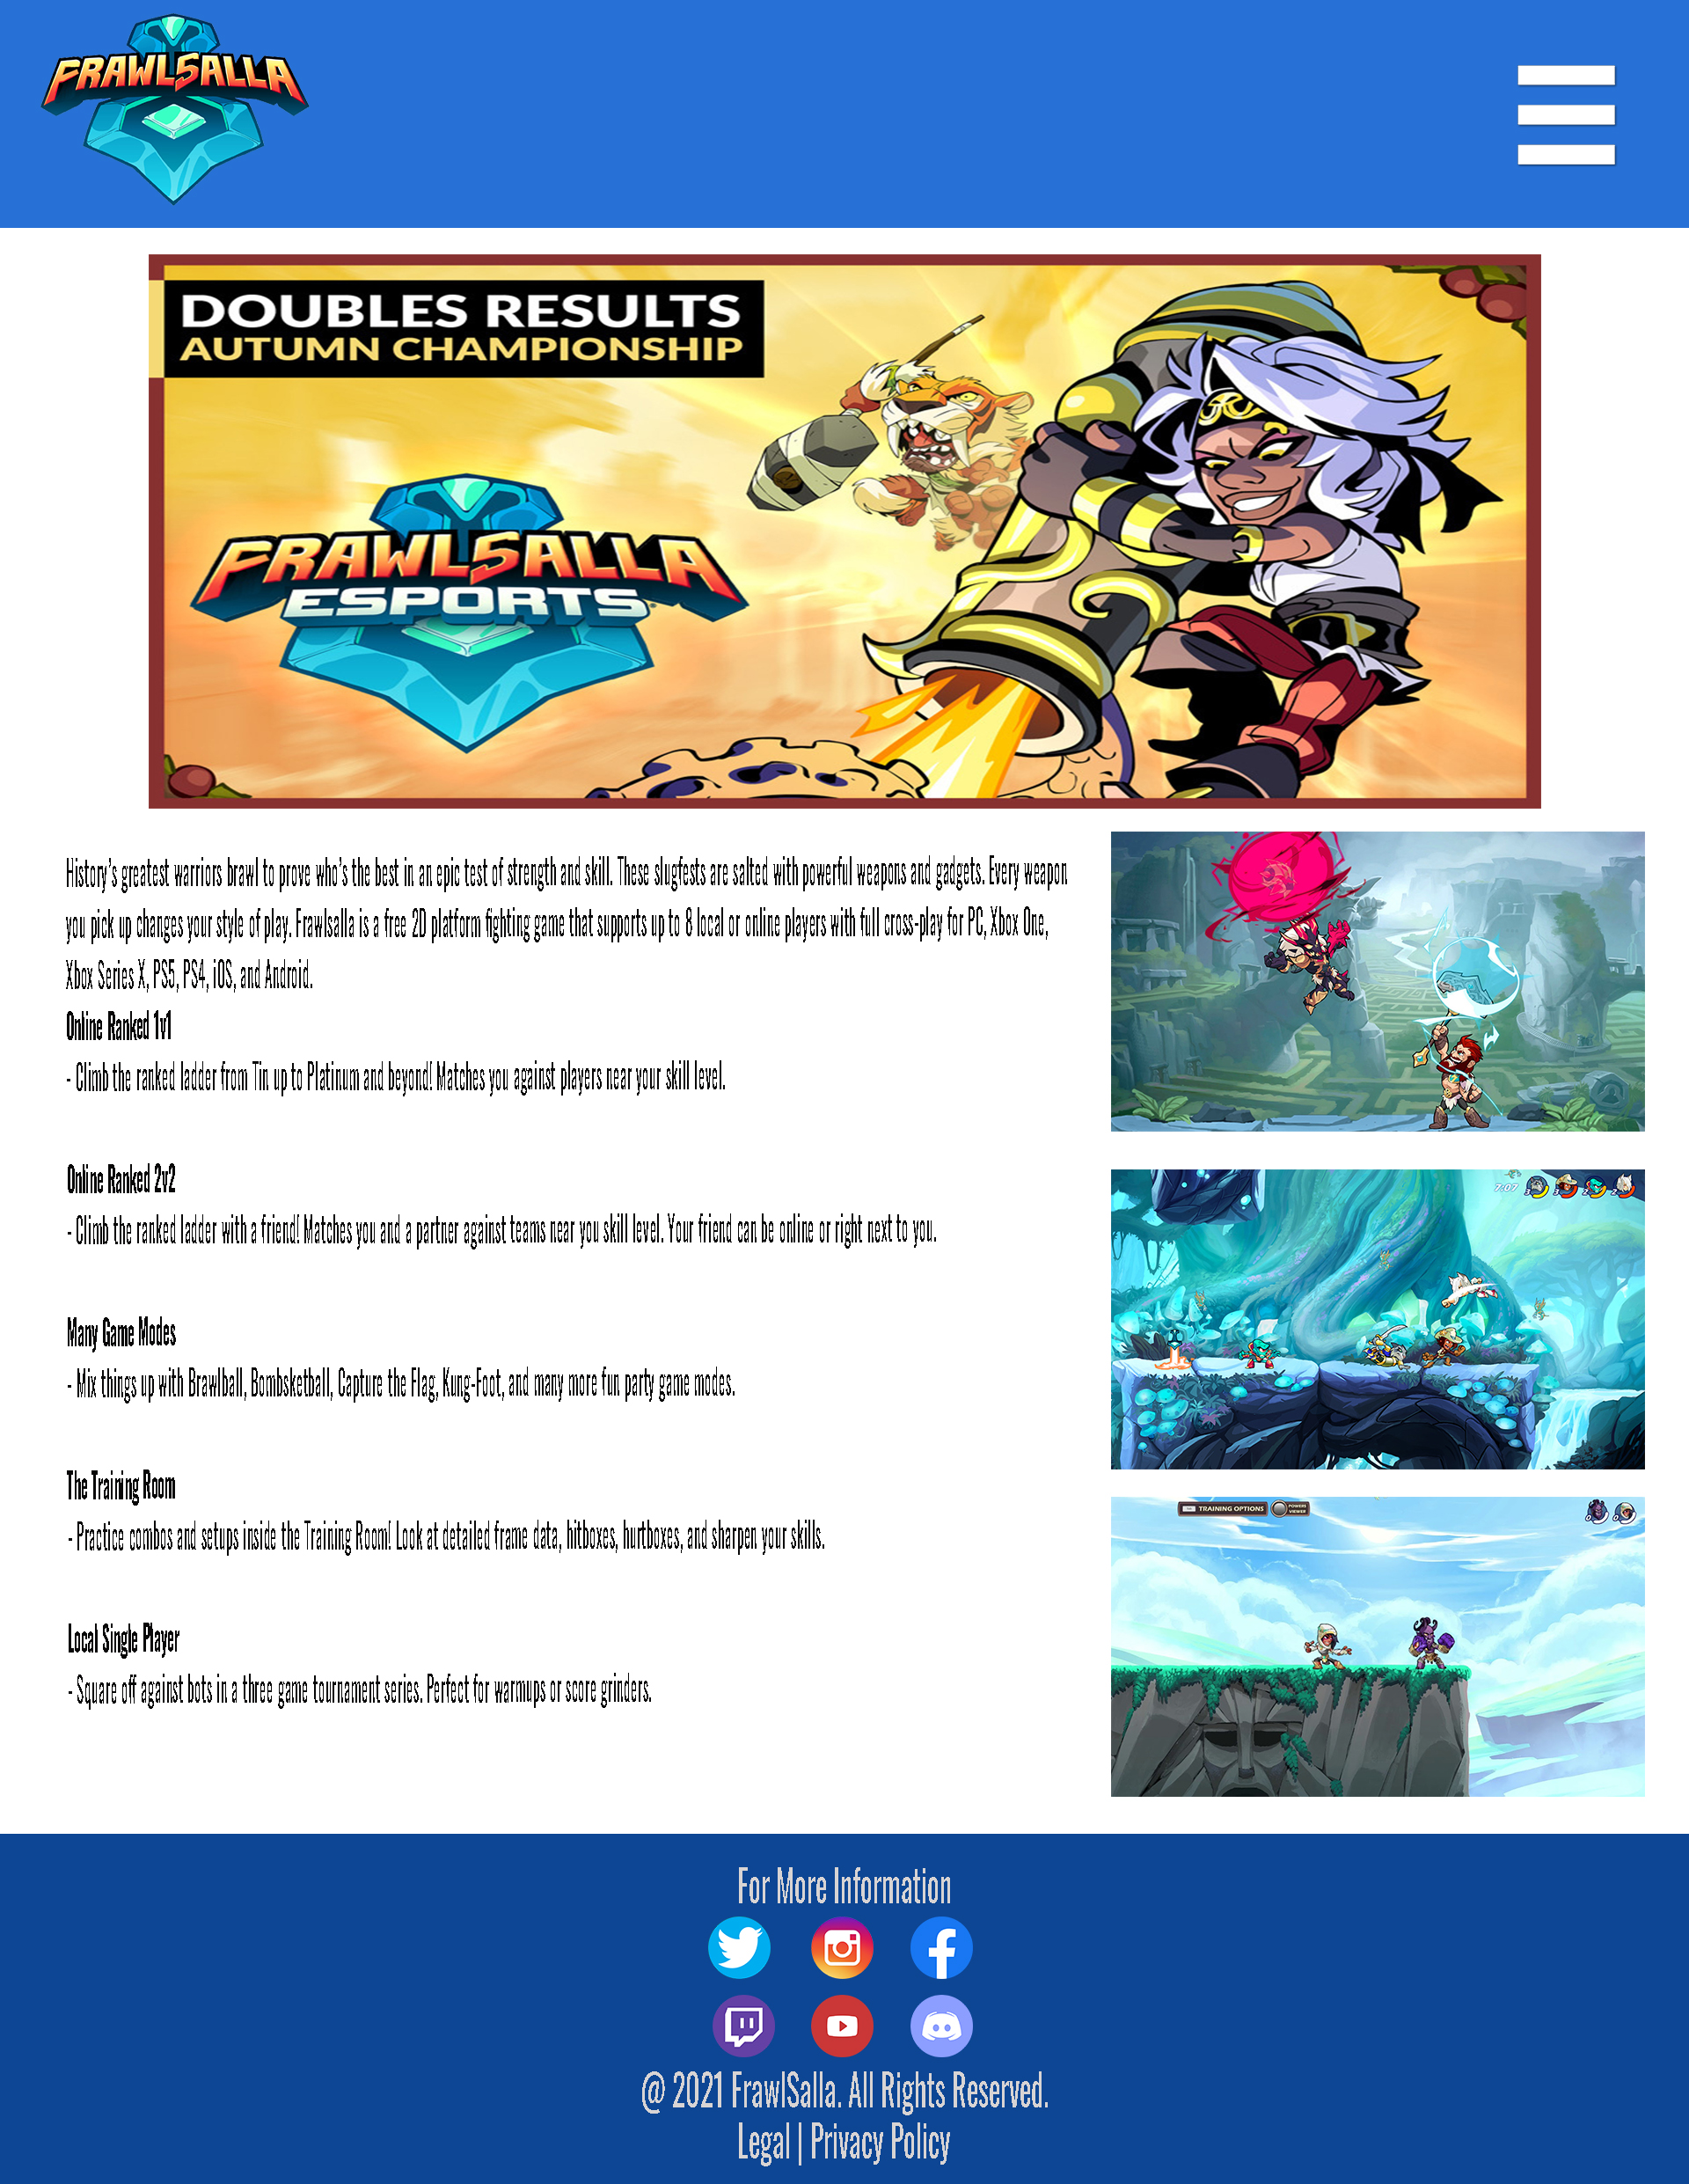 FRAWLSALLA
DOUBLES RESULTS
AUTUMN CHAMPIONSHIP
FRAWLSALLA
ESPORTS
History's greatest warriors brawl to prove who's the best in an epic test of strength and skill. These slugfests are salted with powerful weapons and gadgets. Every weapon
you pick up changes your style of play. Frawlsalla is a free 2D platform fighting game that supports up to 8 local or online players with full cross-play for PC, Xbox One,
Xbox Series X, PS5, PS4, iOS, and Android.
Online Ranked 1v1
- Climb the ranked ladder from Tin up to Platinum and beyond! Matches you against players near your skill level.
Online Ranked 2v2
- Climb the ranked ladder with a friend! Matches you and a partner against teams near you skill level. Your friend can be online or right next to you.
Many Game Modes
- Mix things up with Brawlball, Bombsketball, Capture the Flag, Kung-Foot, and many more fun party game modes.
The Training Room
- Practice combos and setups inside the Training Room! Look at detailed frame data, hitboxes, hurtboxes, and sharpen your skills.
Local Single Player
- Square off against bots in a three game tournament series. Perfect for warmups or score grinders.
7:07
TRAINING OPTIONS
POWERS
VIEWER
For More Information
@ 2021 FrawlSalla. All Rights Reserved.
Legal | Privacy Policy